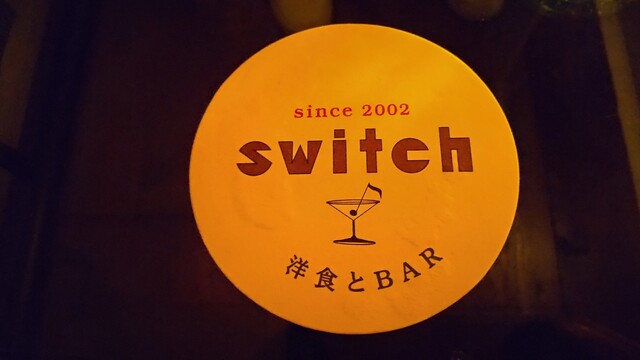 since 2002
switch
洋食とBAR